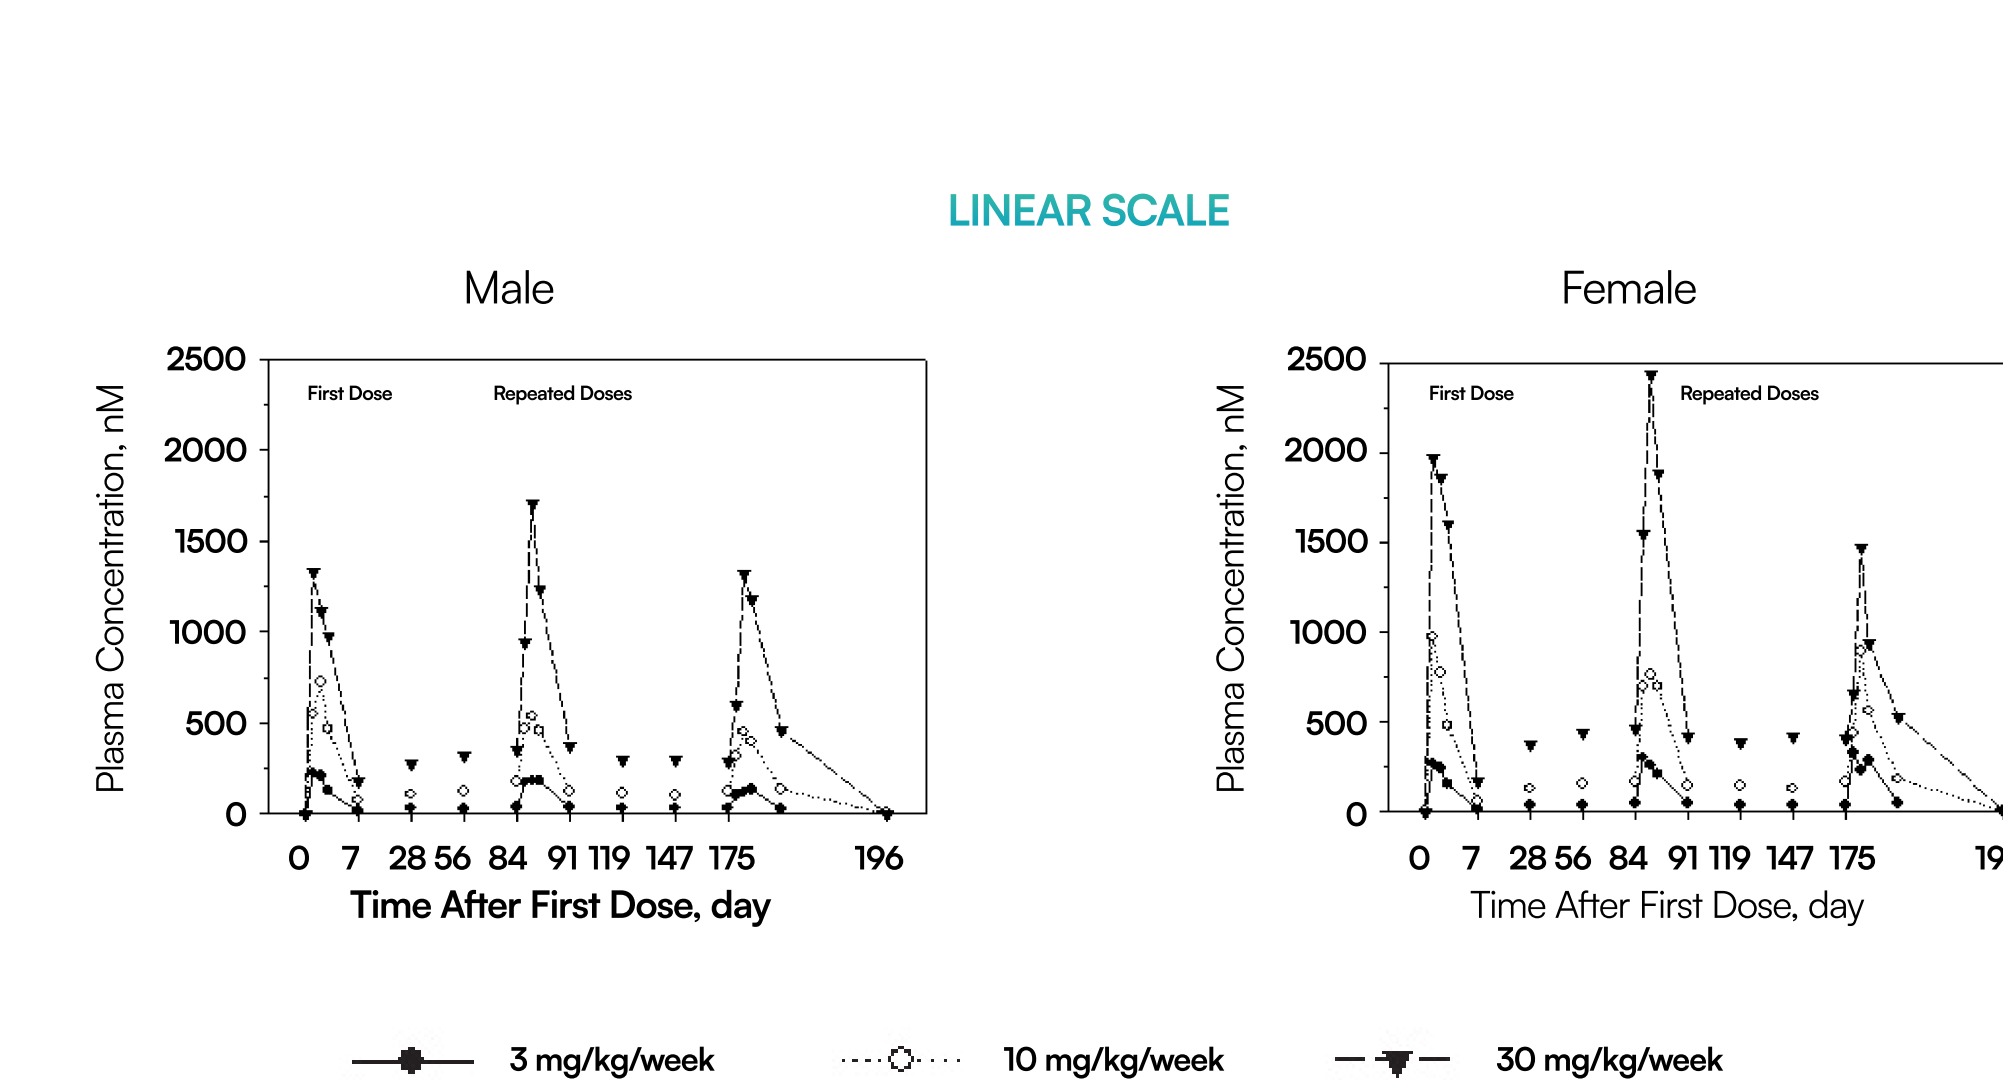 LINEAR SCALE
Male
Female
Plasma Concentration, nM
2500
2000
1500
1000
500
0
First Dose
Repeated Doses
0 7 28 56 84 91 119 147 175 196
Time After First Dose, day
Plasma Concentration, nM
2500
2000
1500
1000
500
0
First Dose
Repeated Doses
0 7 28 56 84 91 119 147 175 19
Time After First Dose, day
3 mg/kg/week
10 mg/kg/week
30 mg/kg/week